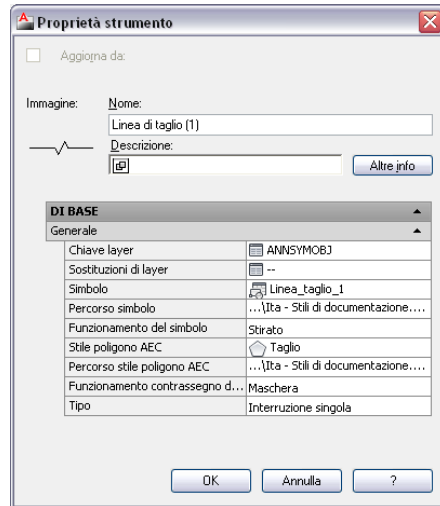 Proprietà strumento
Aggiorna da:
Immagine:
Nome:
Linea di taglio (1)
Descrizione:
Altre info
DI BASE
Generale
Chiave layer ANNSYMOBJ
Sostituzioni di layer --
Simbolo Linea_taglio_1
Percorso simbolo ...\Ita - Stili di documentazione....
Funzionamento del simbolo Stirato
Stile poligono AEC Taglio
Percorso stile poligono AEC ...\Ita - Stili di documentazione....
Funzionamento contrassegno d... Maschera
Tipo Interruzione singola
OK Annulla ?